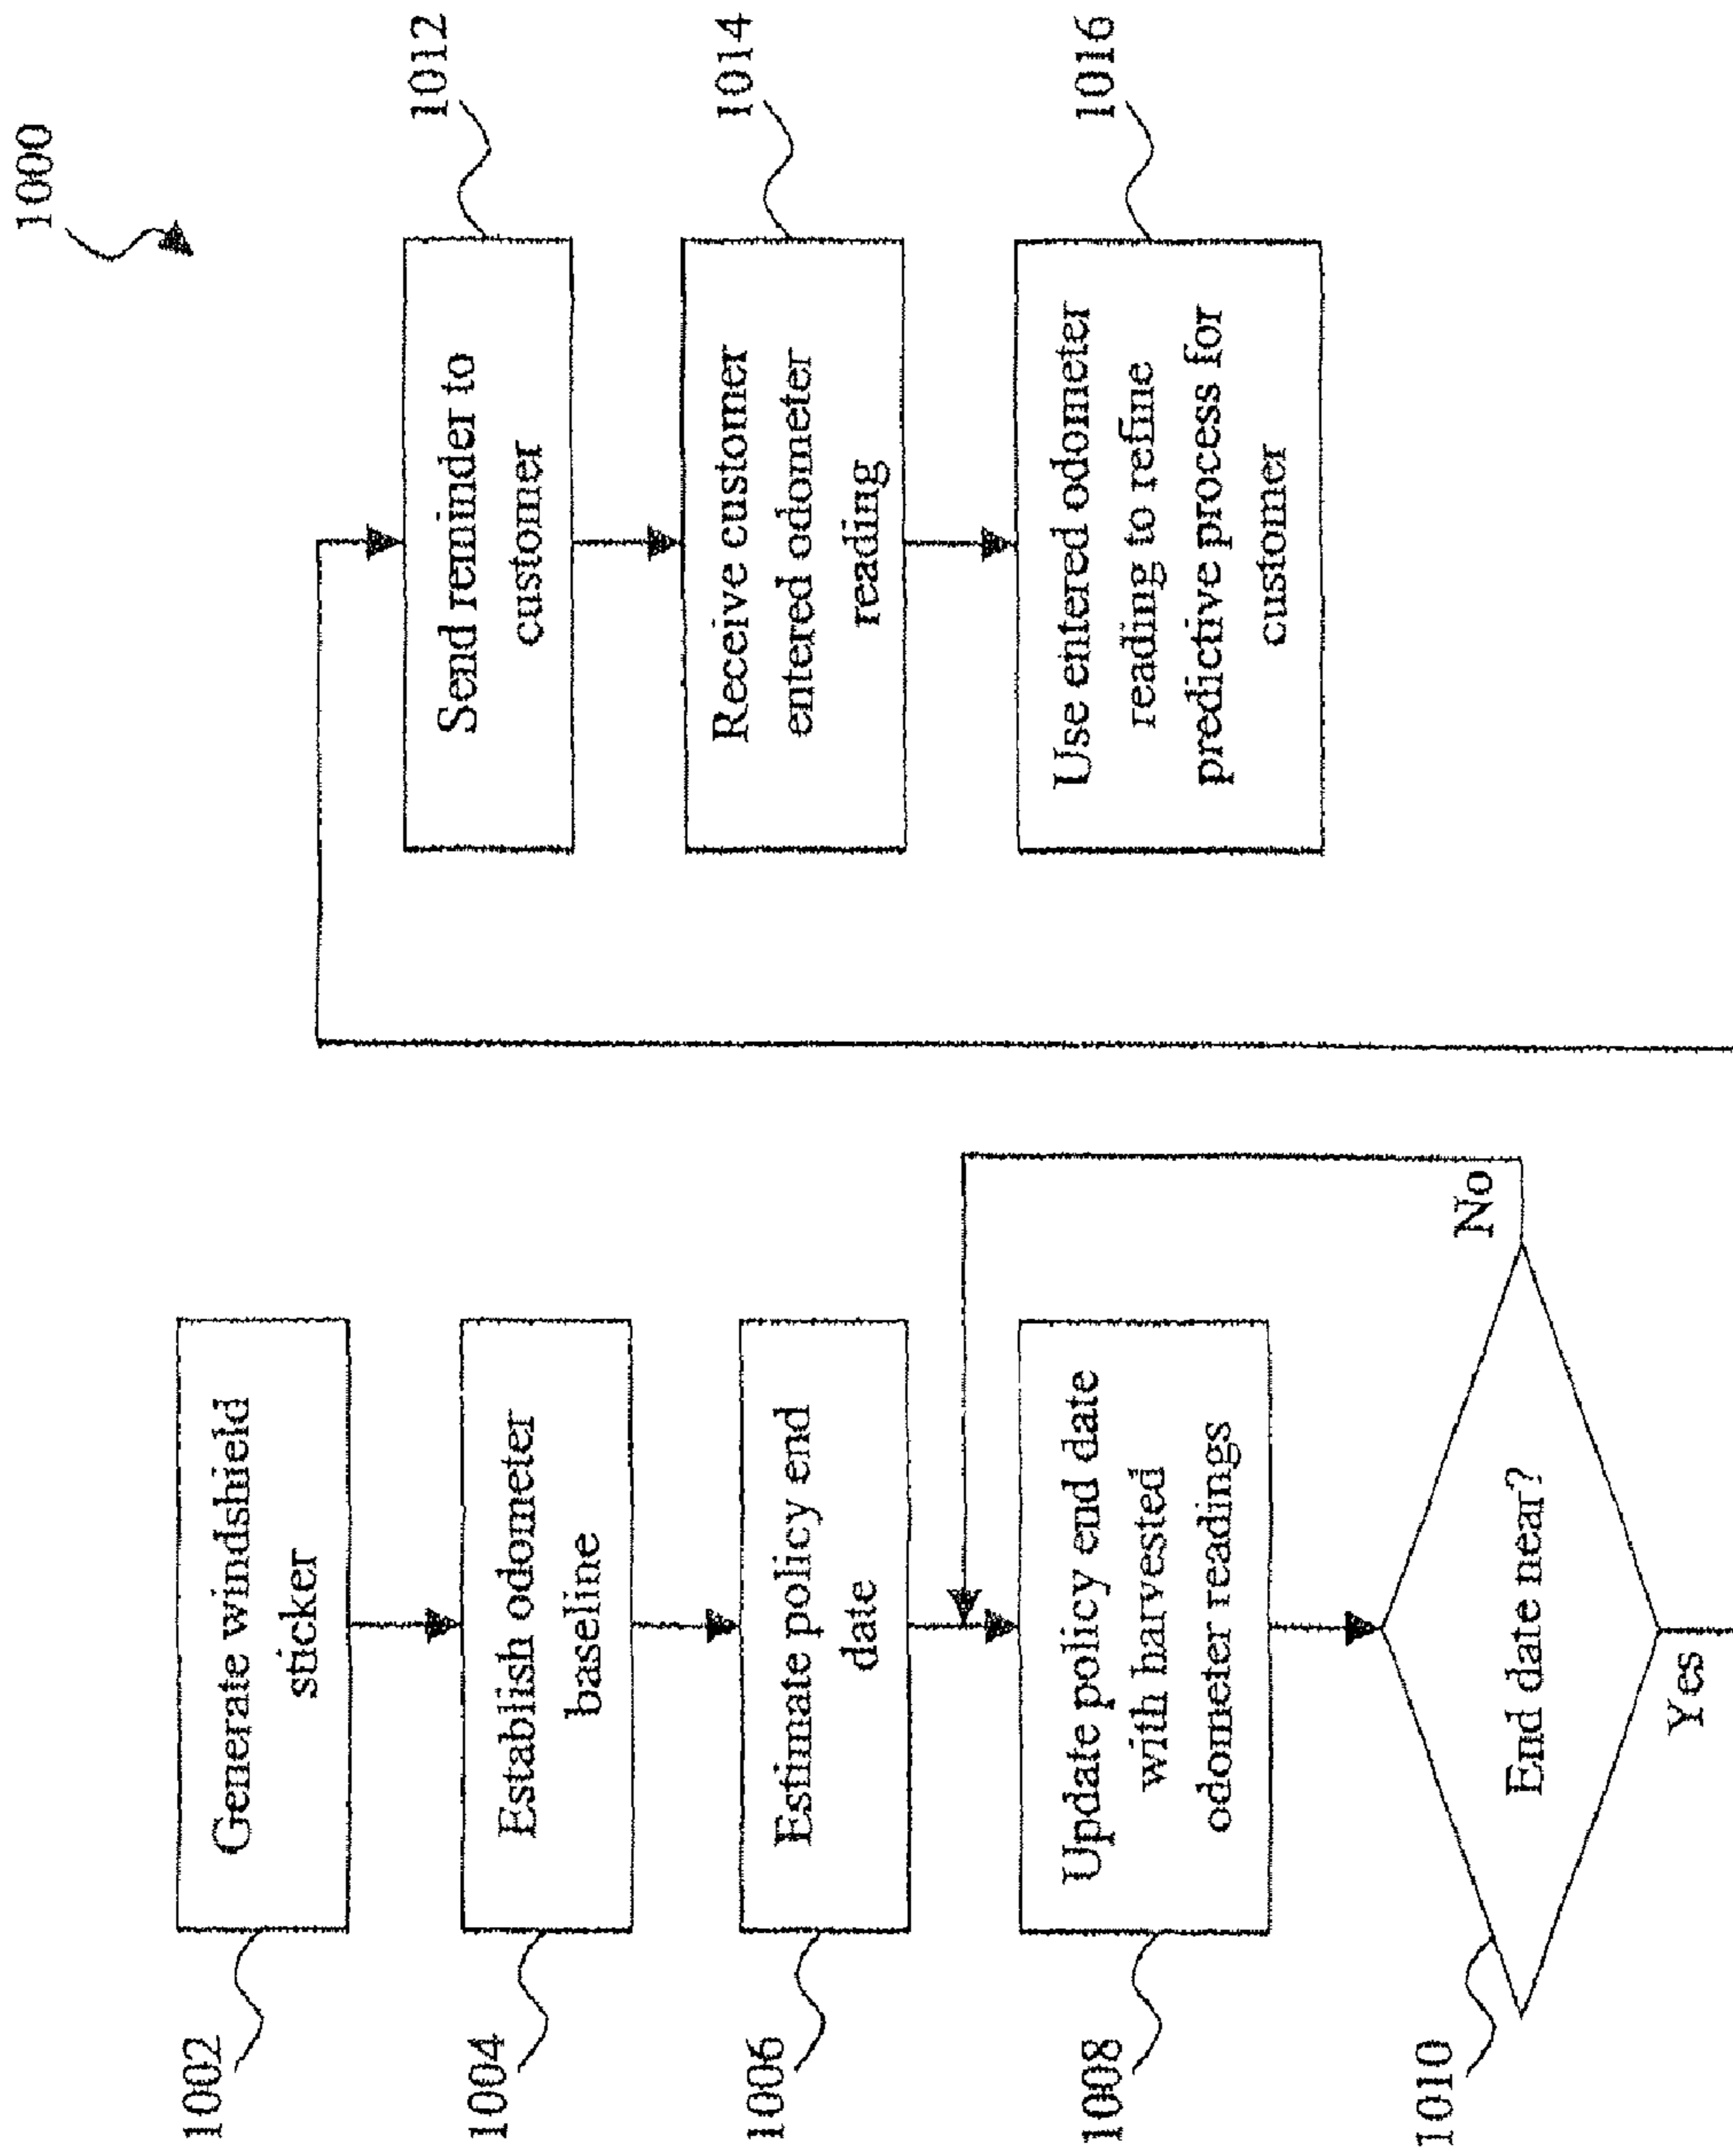 1000
1002
Generate windshield
sticker
1004
Establish odometer
baseline
1006
Estimate policy end
date
1008
Update policy end date
with harvested
odometer readings
1010
End date near?
No
Yes
Send reminder to
customer
1012
Receive customer
entered odometer
reading
1014
Use entered odometer
reading to refine
predictive process for
customer
1016